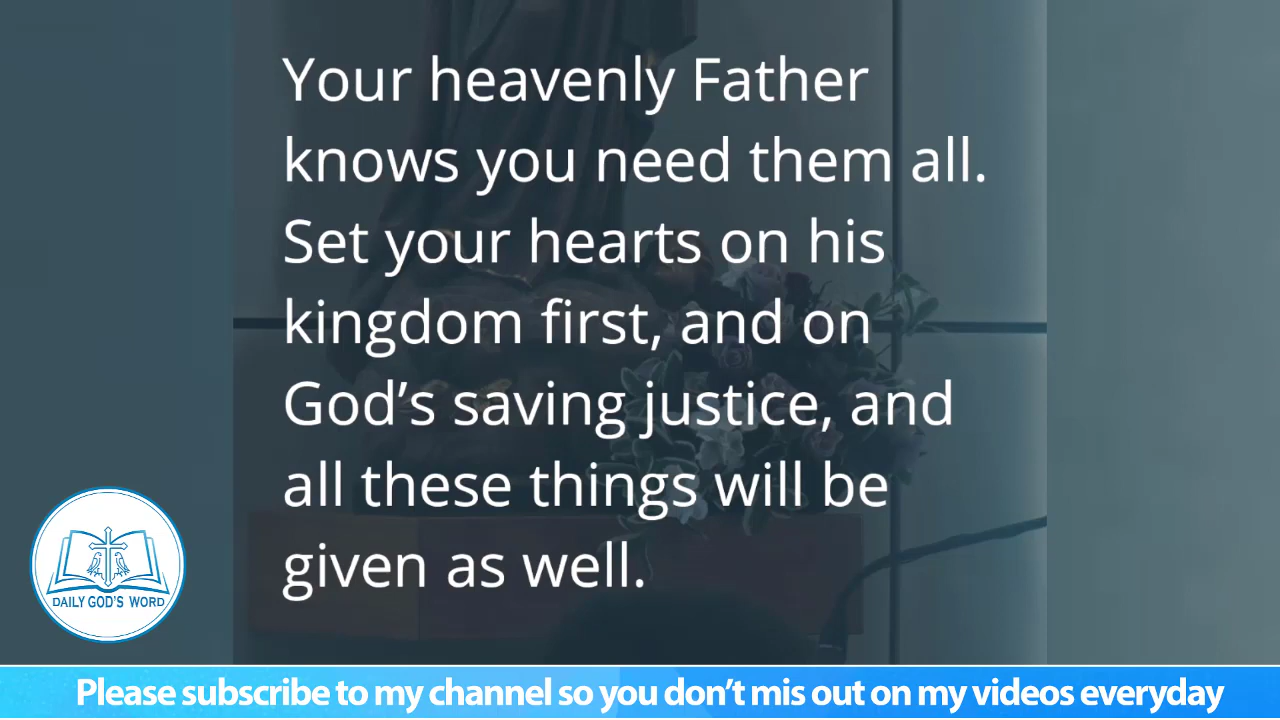 Your heavenly Father
knows you need them all.
Set your hearts on his
kingdom first, and on
God’s saving justice, and
all these things will be
given as well.
DAILY GOD'S WORD
Please subscribe to my channel so you don’t mis out on my videos everyday